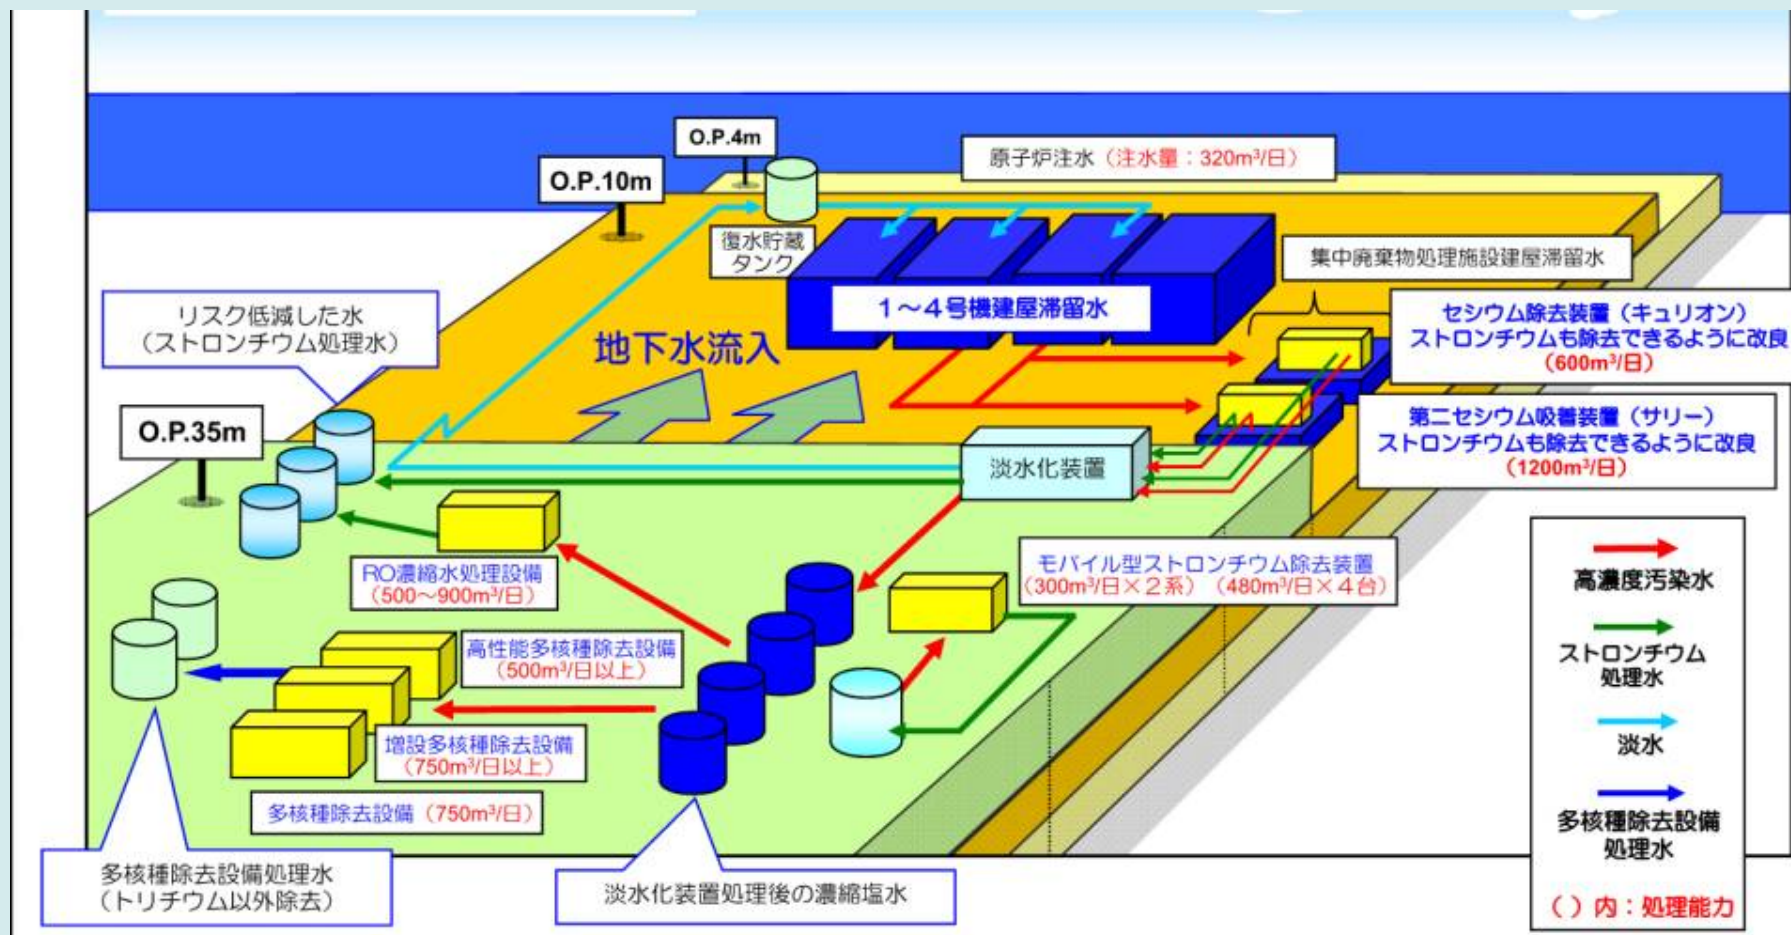 O.P.4m
原子炉注水（注水量：320m³/日）
O.P.10m
復水貯蔵
タンク
集中廃棄物処理施設建屋滞留水
1～4号機建屋滞留水
セシウム除去装置（キュリオン）
ストロンチウムも除去できるように改良
（600m³/日）
リスク低減した水
（ストロンチウム処理水）
地下水流入
第二セシウム吸着装置（サリー）
ストロンチウムも除去できるように改良
（1200m³/日）
O.P.35m
淡水化装置
RO濃縮水処理設備
（500～900m³/日）
モバイル型ストロンチウム除去装置
（300m³/日×2系）（480m³/日×4台）
高性能多核種除去設備
（500m³/日以上）
増設多核種除去設備
（750m³/日以上）
多核種除去設備（750m³/日）
多核種除去設備処理水
（トリチウム以外除去）
淡水化装置処理後の濃縮塩水
高濃度汚染水
ストロンチウム
処理水
淡水
多核種除去設備
処理水
（ ）内：処理能力